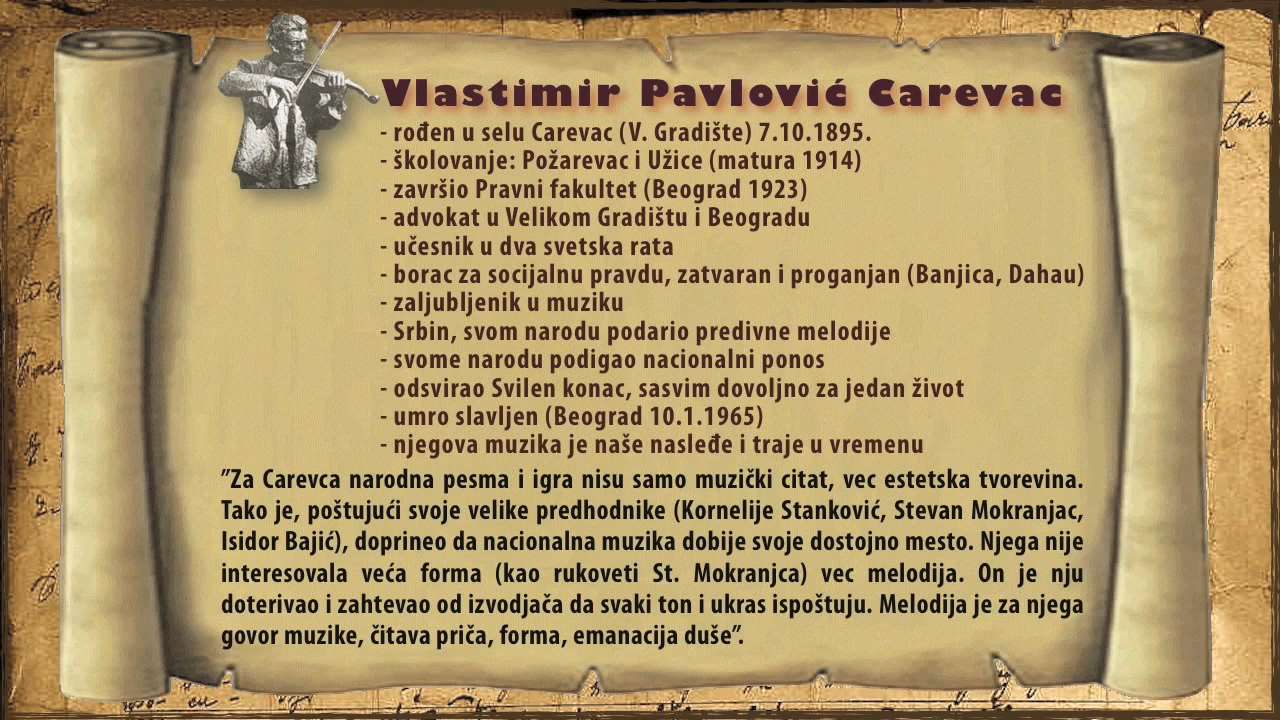 Vlastimir Pavlović Carevac
- rođen u selu Carevac (V. Gradište) 7.10.1895.
- školovanje: Požarevac i Užice (matura 1914)
- završio Pravni fakultet (Beograd 1923)
- advokat u Velikom Gradištu i Beogradu
- učesnik u dva svetska rata
- borac za socijalnu pravdu, zatvaran i proganjan (Banjica, Dahau)
- zaljubljenik u muziku
- Srbin, svom narodu podario predivne melodije
- svome narodu podigao nacionalni ponos
- odsvirao Svilen konac, sasvim dovoljno za jedan život
- umro slavljen (Beograd 10.1.1965)
- njegova muzika je naše nasleđe i traje u vremenu
”Za Carevca narodna pesma i igra nisu samo muzički citat, vec estetska tvorevina.
Tako je, poštujući svoje velike predhodnike (Kornelije Stanković, Stevan Mokranjac,
Isidor Bajić), doprineo da nacionalna muzika dobije svoje dostojno mesto. Njega nije
interesovala veća forma (kao rukoveti St. Mokranjca) vec melodija. On je nju
doterivao i zahtevao od izvodjača da svaki ton i ukras ispoštuju. Melodija je za njega
govor muzike, čitava priča, forma, emanacija duše”.